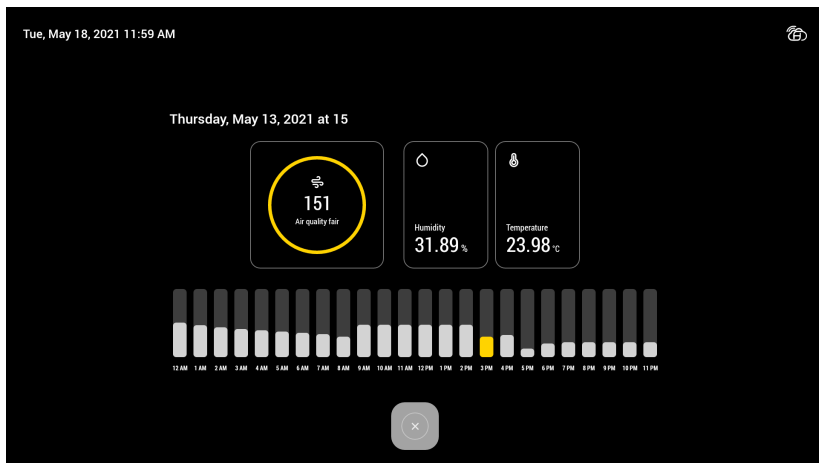 Tue, May 18, 2021 11:59 AM
Thursday, May 13, 2021 at 15
151
Air quality fair
Humidity
31.89 %
Temperature
23.98 °C
12 AM 1 AM 2 AM 3 AM 4 AM 5 AM 6 AM 7 AM 8 AM 9 AM 10 AM 11 AM 12 PM 1 PM 2 PM 3 PM 4 PM 5 PM 6 PM 7 PM 8 PM 9 PM 10 PM 11 PM